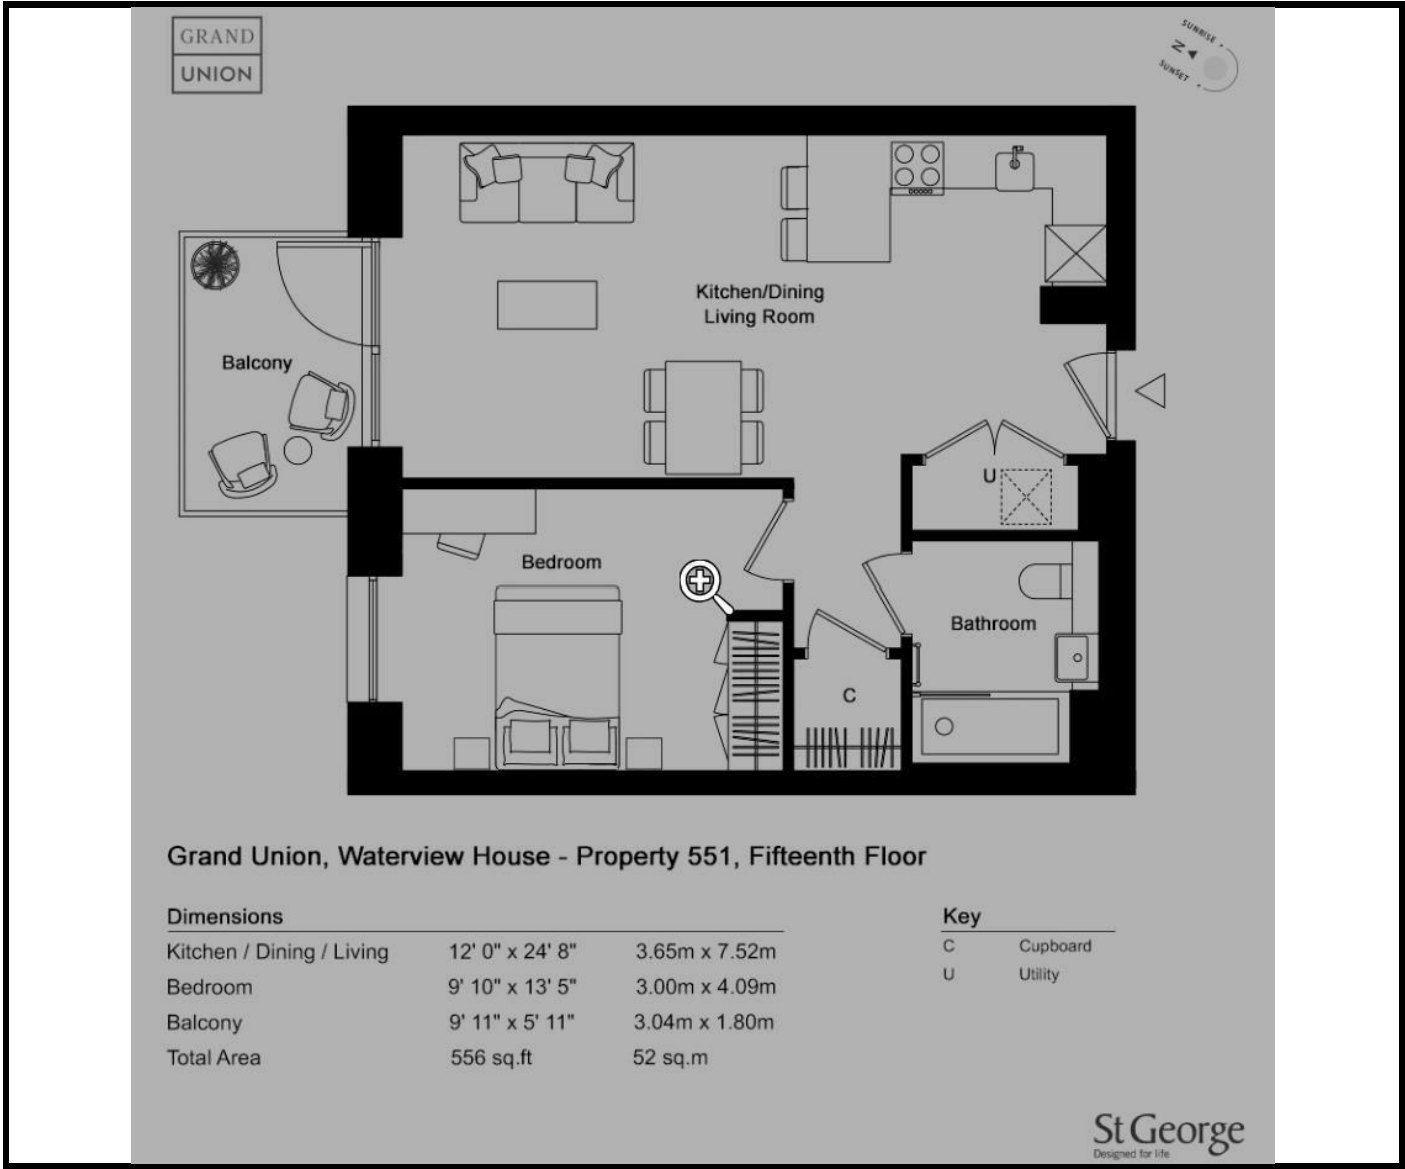 GRAND
UNION
SUNRISE
N
SUNSET
Kitchen/Dining
Living Room
Balcony
U
Bedroom
Bathroom
C
Grand Union, Waterview House - Property 551, Fifteenth Floor
Dimensions
Kitchen / Dining / Living 12' 0" x 24' 8" 3.65m x 7.52m
Bedroom 9' 10" x 13' 5" 3.00m x 4.09m
Balcony 9' 11" x 5' 11" 3.04m x 1.80m
Total Area 556 sq.ft 52 sq.m
Key
C Cupboard
U Utility
St George
Designed for life